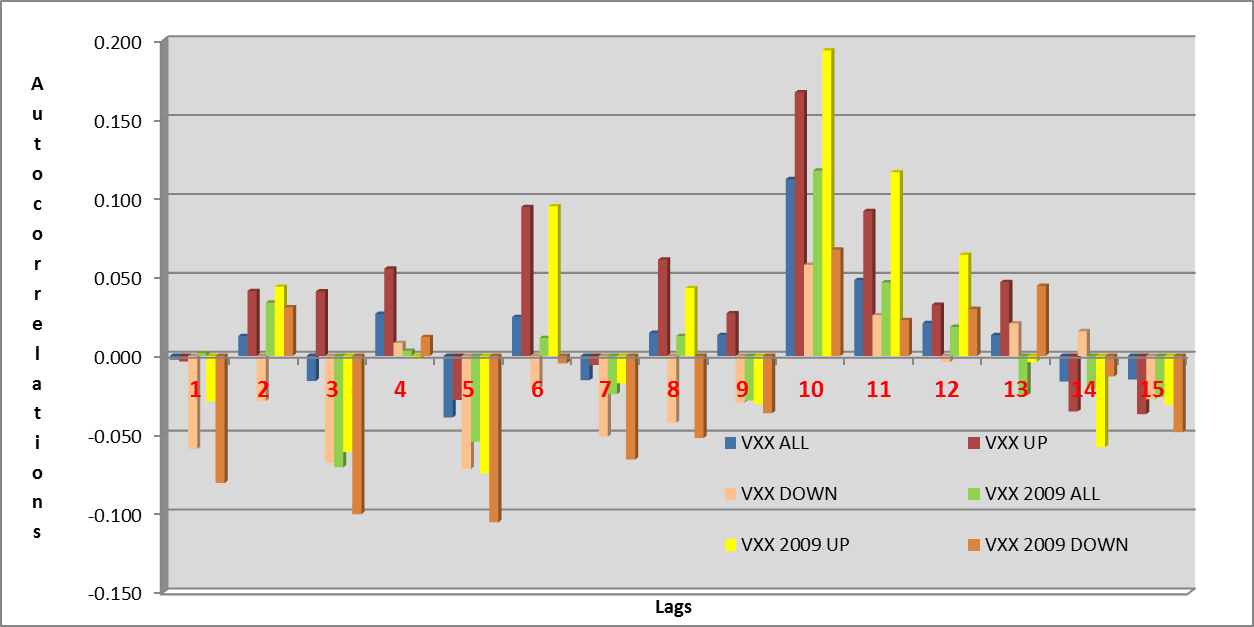 Autocorrelations
0.200
0.150
0.100
0.050
0.000
-0.050
-0.100
-0.150
1 2 3 4 5 6 7 8 9 10 11 12 13 14 15
VXX ALL VXX UP
VXX DOWN VXX 2009 ALL
VXX 2009 UP VXX 2009 DOWN
Lags